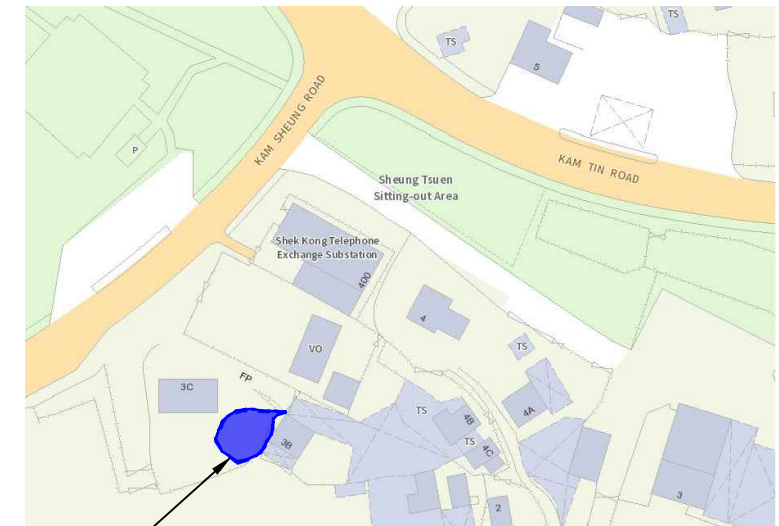 TS
TS
5
KAM SHEUNG ROAD
P
KAM TIN ROAD
Sheung Tsuen
Sitting-out Area
Shek Kong Telephone
Exchange Substation
400
4
VO
TS
FP
3C
TS
4B
4A
3B
TS
4C
3
2